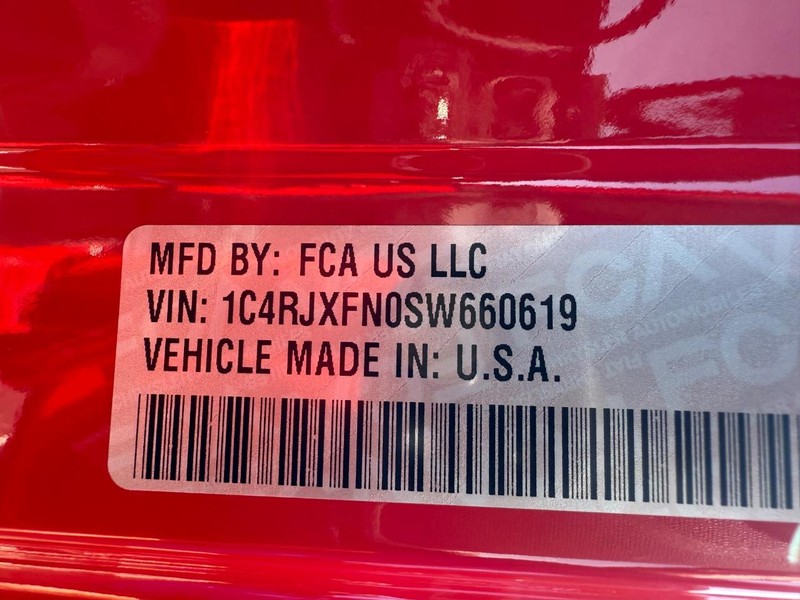 MFD BY: FCA US LLC
VIN: 1C4RJXFN0SW660619
VEHICLE MADE IN: U.S.A.